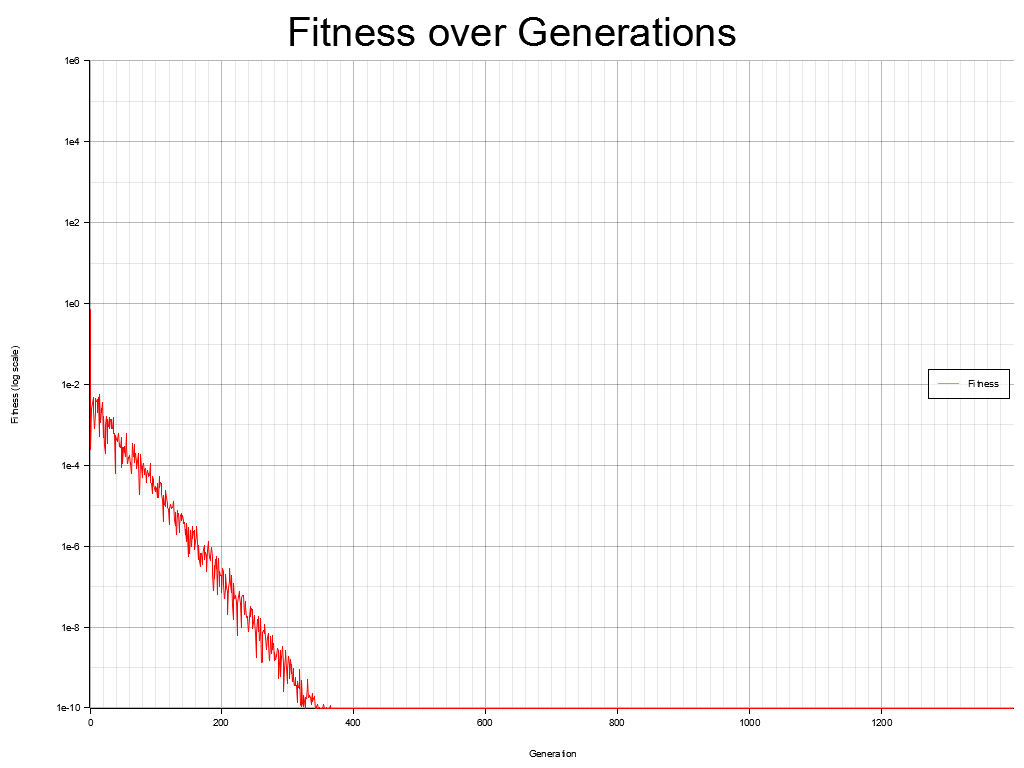 Fitness over Generations
1e6
1e4
1e2
1e0
1e-2
1e-4
1e-6
1e-8
1e-10
Fitness (log scale)
Fitness
0 200 400 600 800 1000 1200
Generation